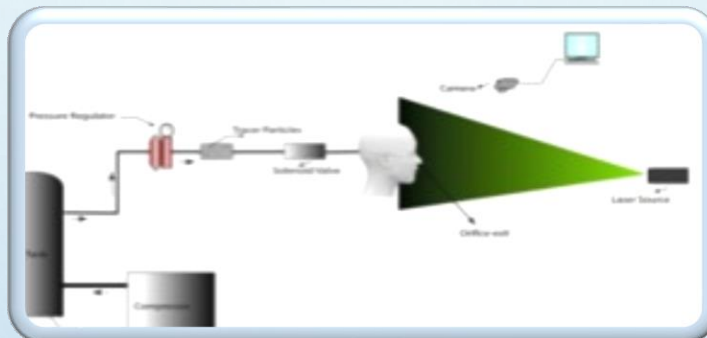 Camera
Pressure Regulator
Tracer Particles
Solenoid Valve
Laser Source
Orifice-exit
Tank
Compressor